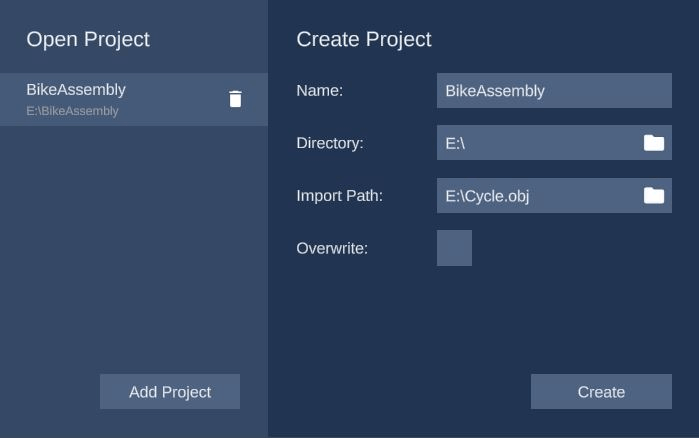 Open Project
BikeAssembly
E:\BikeAssembly
Add Project
Create Project
Name: BikeAssembly
Directory: E:\
Import Path: E:\Cycle.obj
Overwrite:
Create